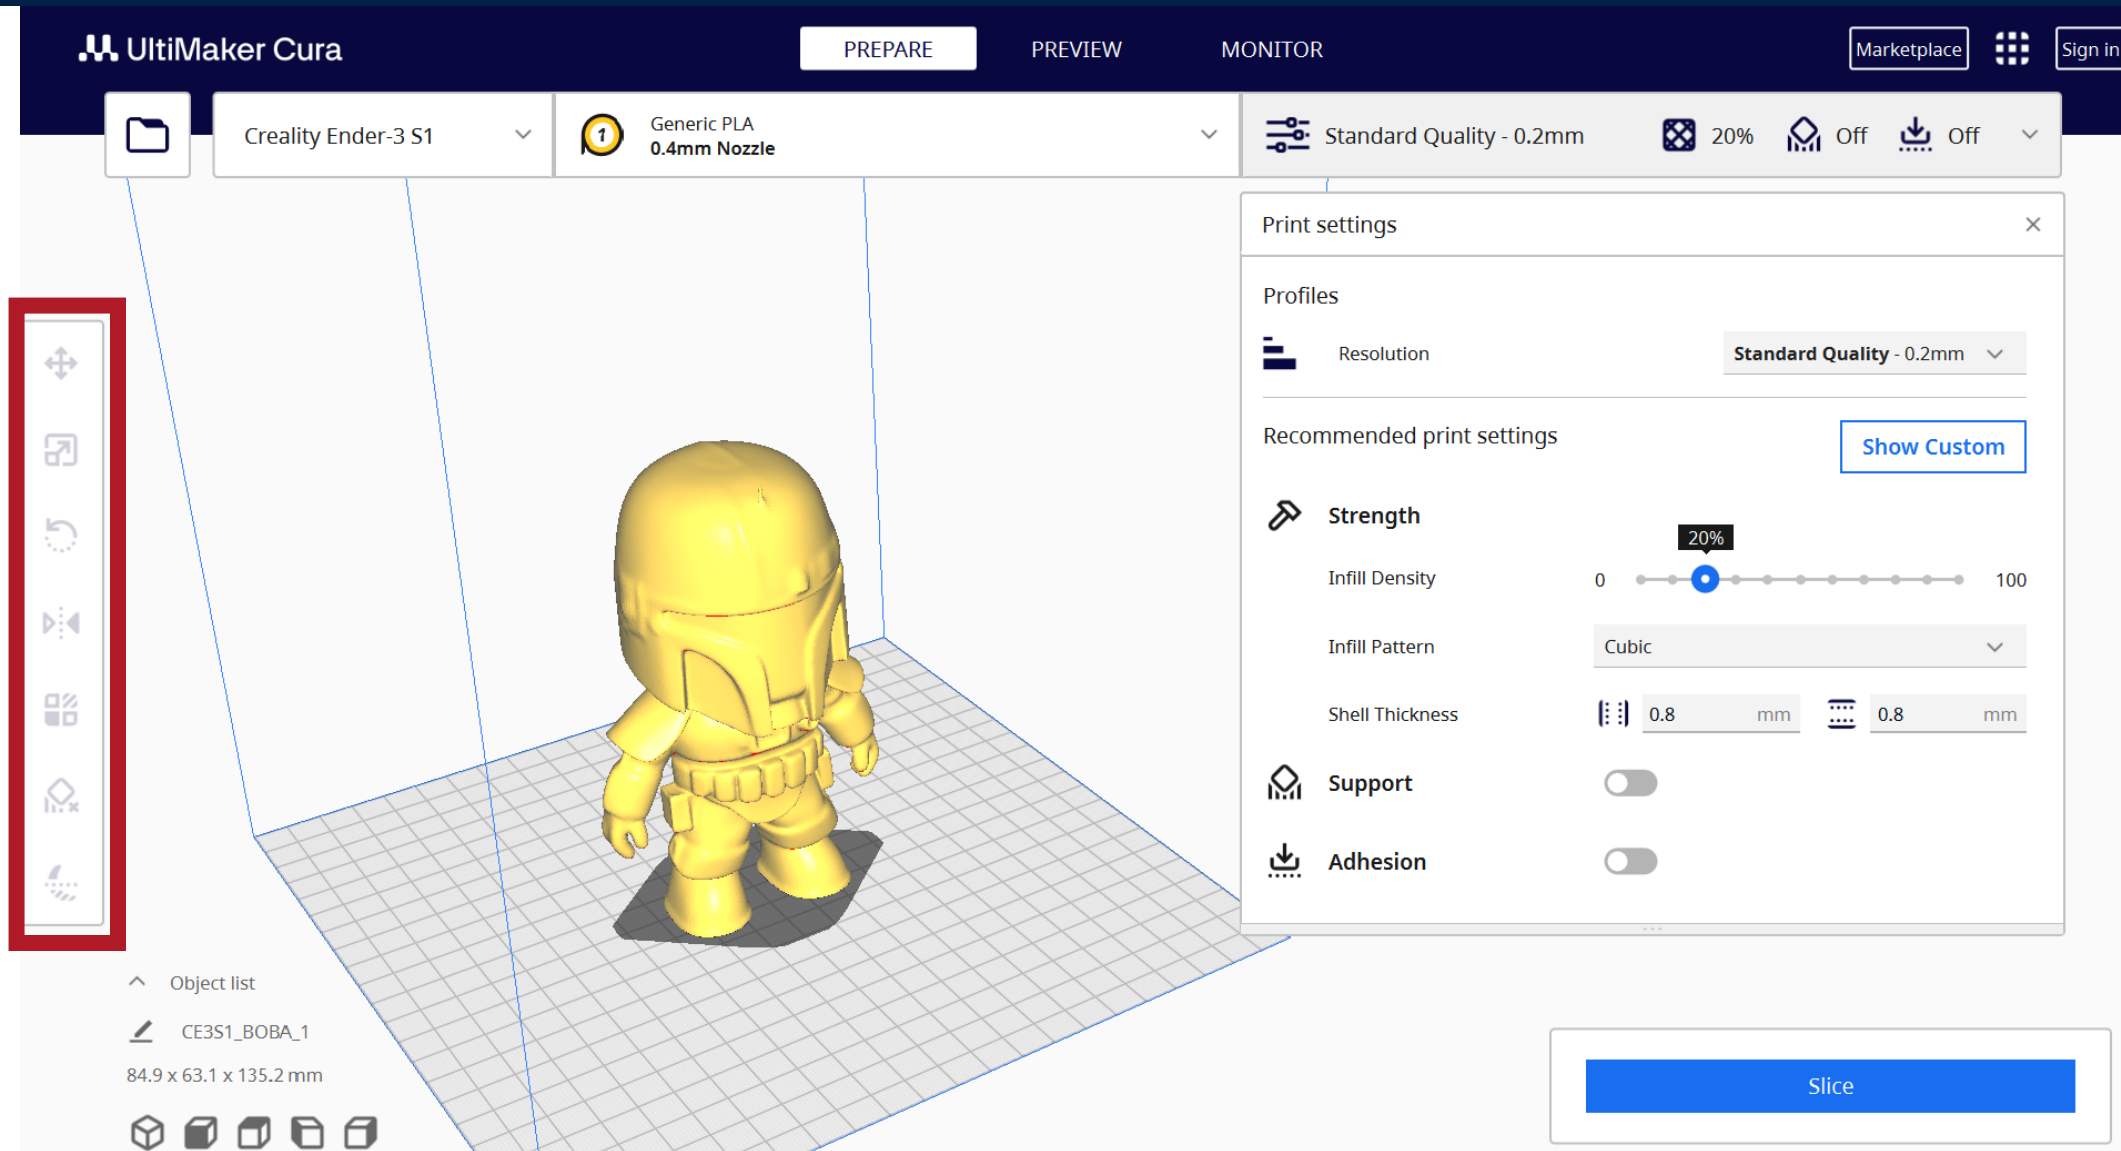 UltiMaker Cura
PREPARE
PREVIEW
MONITOR
Marketplace
Sign in
Creality Ender-3 S1
1
Generic PLA
0.4mm Nozzle
Standard Quality - 0.2mm
20%
Off
Off
Print settings
Profiles
Resolution
Standard Quality - 0.2mm
Recommended print settings
Show Custom
Strength
20%
Infill Density
0
100
Infill Pattern
Cubic
Shell Thickness
0.8 mm
0.8 mm
Support
Adhesion
Object list
CE3S1_BOBA_1
84.9 x 63.1 x 135.2 mm
Slice